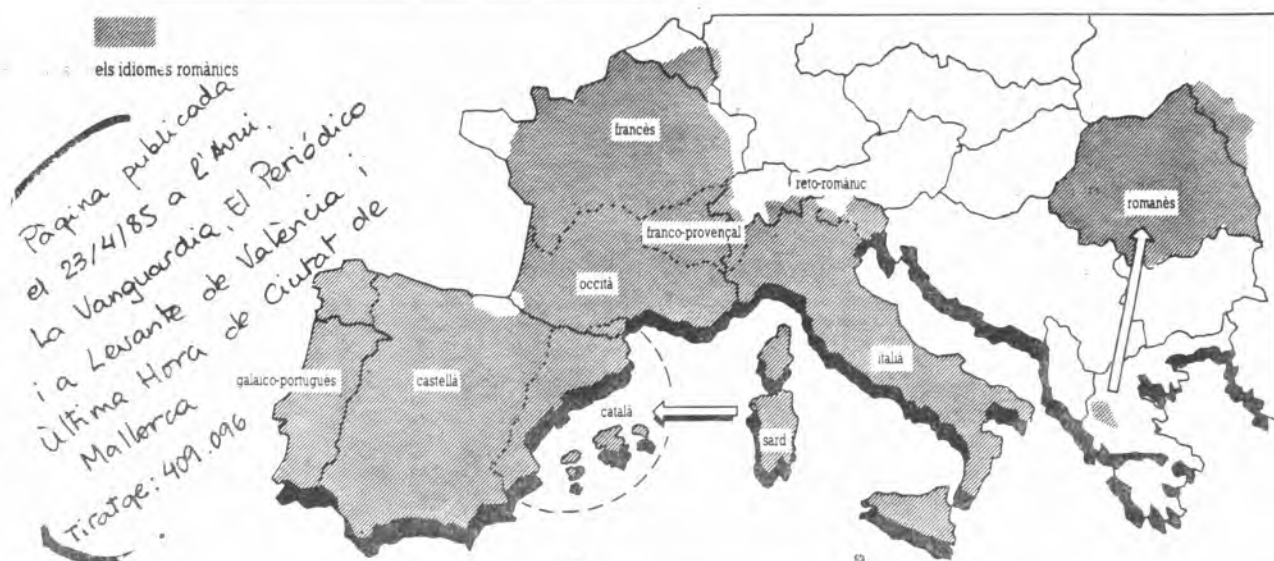 els idiomes romànics
Pàgina publicada
el 23/4/85 a l'Avui.
La Vanguardia, El Periódico
i a Levante de València i
Última Hora de Ciutat de
Mallorca
Tiratge: 409.096
francès
reto-romànic
romanès
franco-provençal
occità
italià
galaico-portuguès
castellà
català
sard